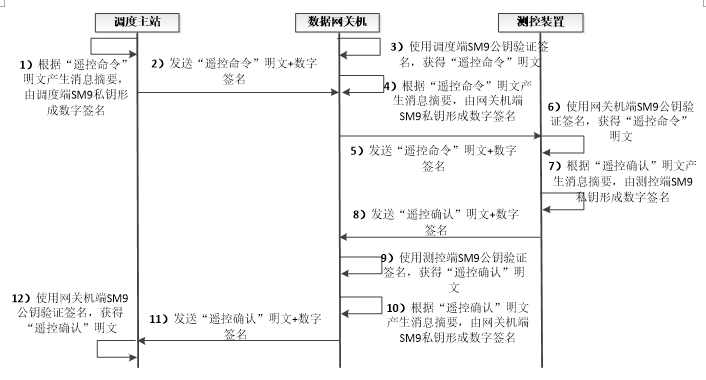 调度主站
数据网关机
测控装置
1）根据“遥控命令”
明文产生消息摘要，
由调度端SM9私钥形
成数字签名
2）发送“遥控命令”明文+数字
签名
3）使用调度端SM9公钥验证签
名，获得“遥控命令”明文
4）根据“遥控命令”明文产
生消息摘要，由网关机端
SM9私钥形成数字签名
5）发送“遥控命令”明文+数字
签名
6）使用网关机端SM9公钥验
证签名，获得“遥控命令”
明文
7）根据“遥控确认”明文产
生消息摘要，由测控端SM9
私钥形成数字签名
8）发送“遥控确认”明文+数字
签名
9）使用测控端SM9公钥验证
签名，获得“遥控确认”明
文
10）根据“遥控确认”明文
产生消息摘要，由网关机端
SM9私钥形成数字签名
11）发送“遥控确认”明文+数字
签名
12）使用网关机端SM9
公钥验证签名，获得
“遥控确认”明文